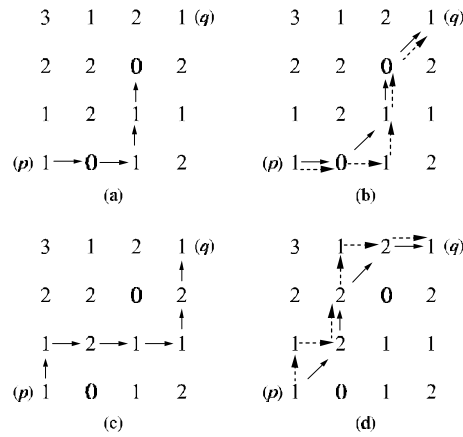 3 1 2 1 (q) 3 1 2 1 (q)
2 2 0 2 2 2 0 2
1 2 1 1 1 2 1 1
(p) 1 0 1 2 (p) 1 0 1 2
(a) (b)
3 1 2 1 (q) 3 1 2 1 (q)
2 2 0 2 2 2 0 2
1 2 1 1 1 2 1 1
(p) 1 0 1 2 (p) 1 0 1 2
(c) (d)